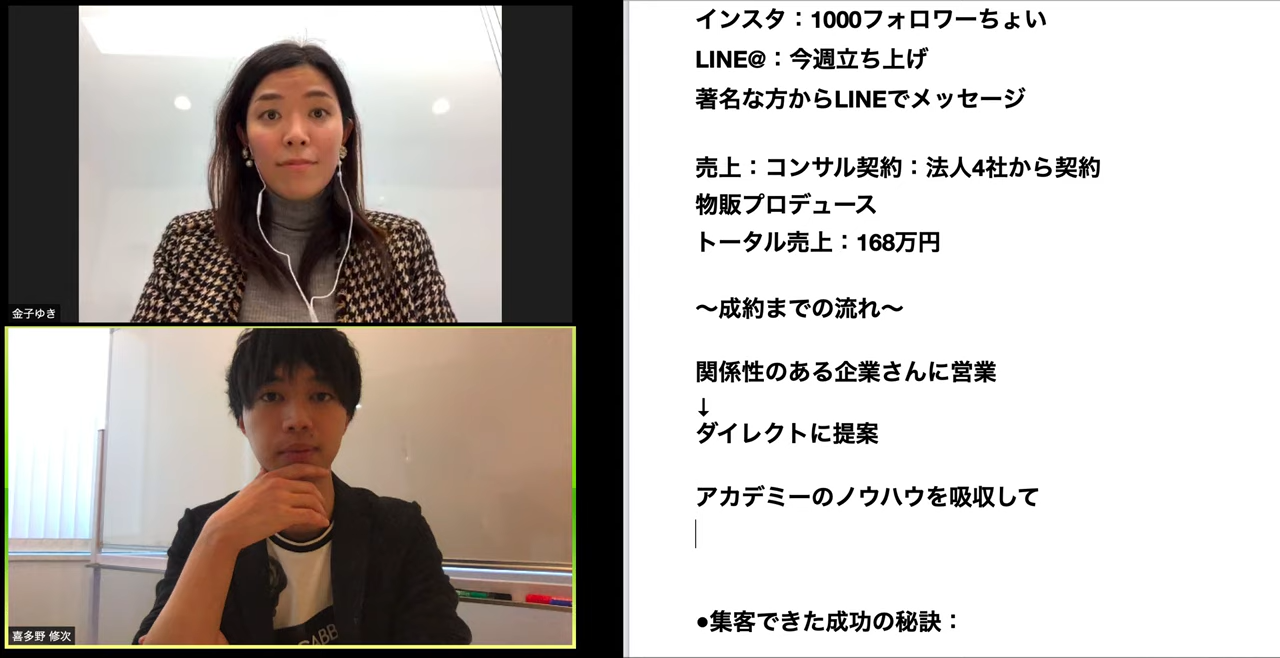 金子ゆき
喜多野 修次
CABB
インスタ：1000フォロワーちょい
LINE@：今週立ち上げ
著名な方からLINEでメッセージ
売上：コンサル契約：法人4社から契約
物販プロデュース
トータル売上：168万円
〜成約までの流れ〜
関係性のある企業さんに営業
↓
ダイレクトに提案
アカデミーのノウハウを吸収して
●集客できた成功の秘訣：